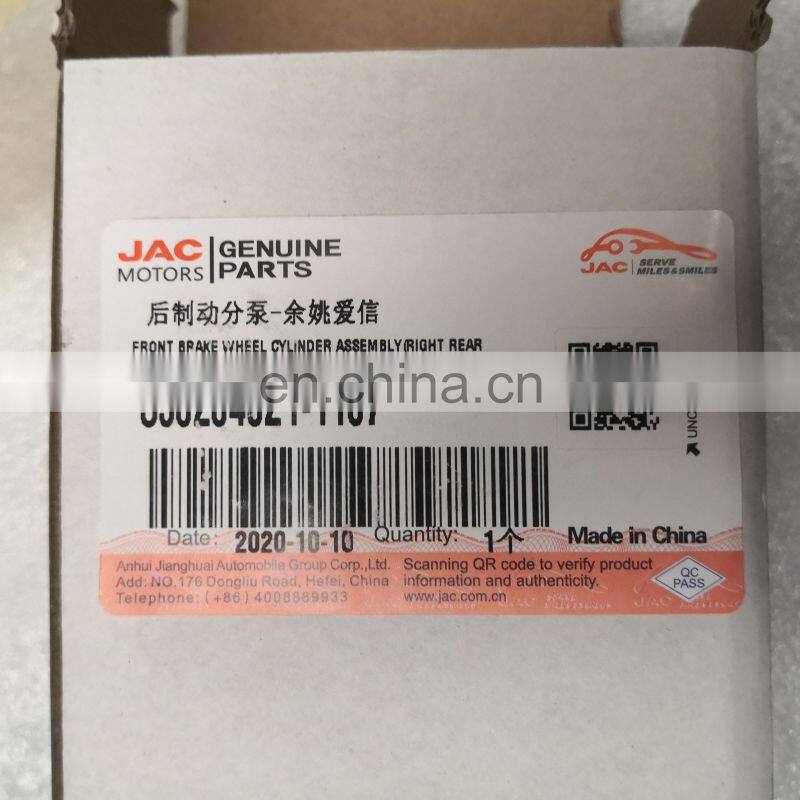 JAC MOTORS GENUINE PARTS
JAC SERVE MILES&SMILES
后制动分泵-余姚爱信
FRONT BRAKE WHEEL CYLINDER ASSEMBLY(RIGHT REAR
en.china.cn
Date: 2020-10-10 Quantity: 1个 Made in China
Anhui Jianghuai Automobile Group Corp.,Ltd.
Add: NO.176 Dongliu Road, Hefei, China
Telephone: (+86) 4008889933
Scanning QR code to verify product
information and authenticity.
www.jac.com.cn
QC
PASS